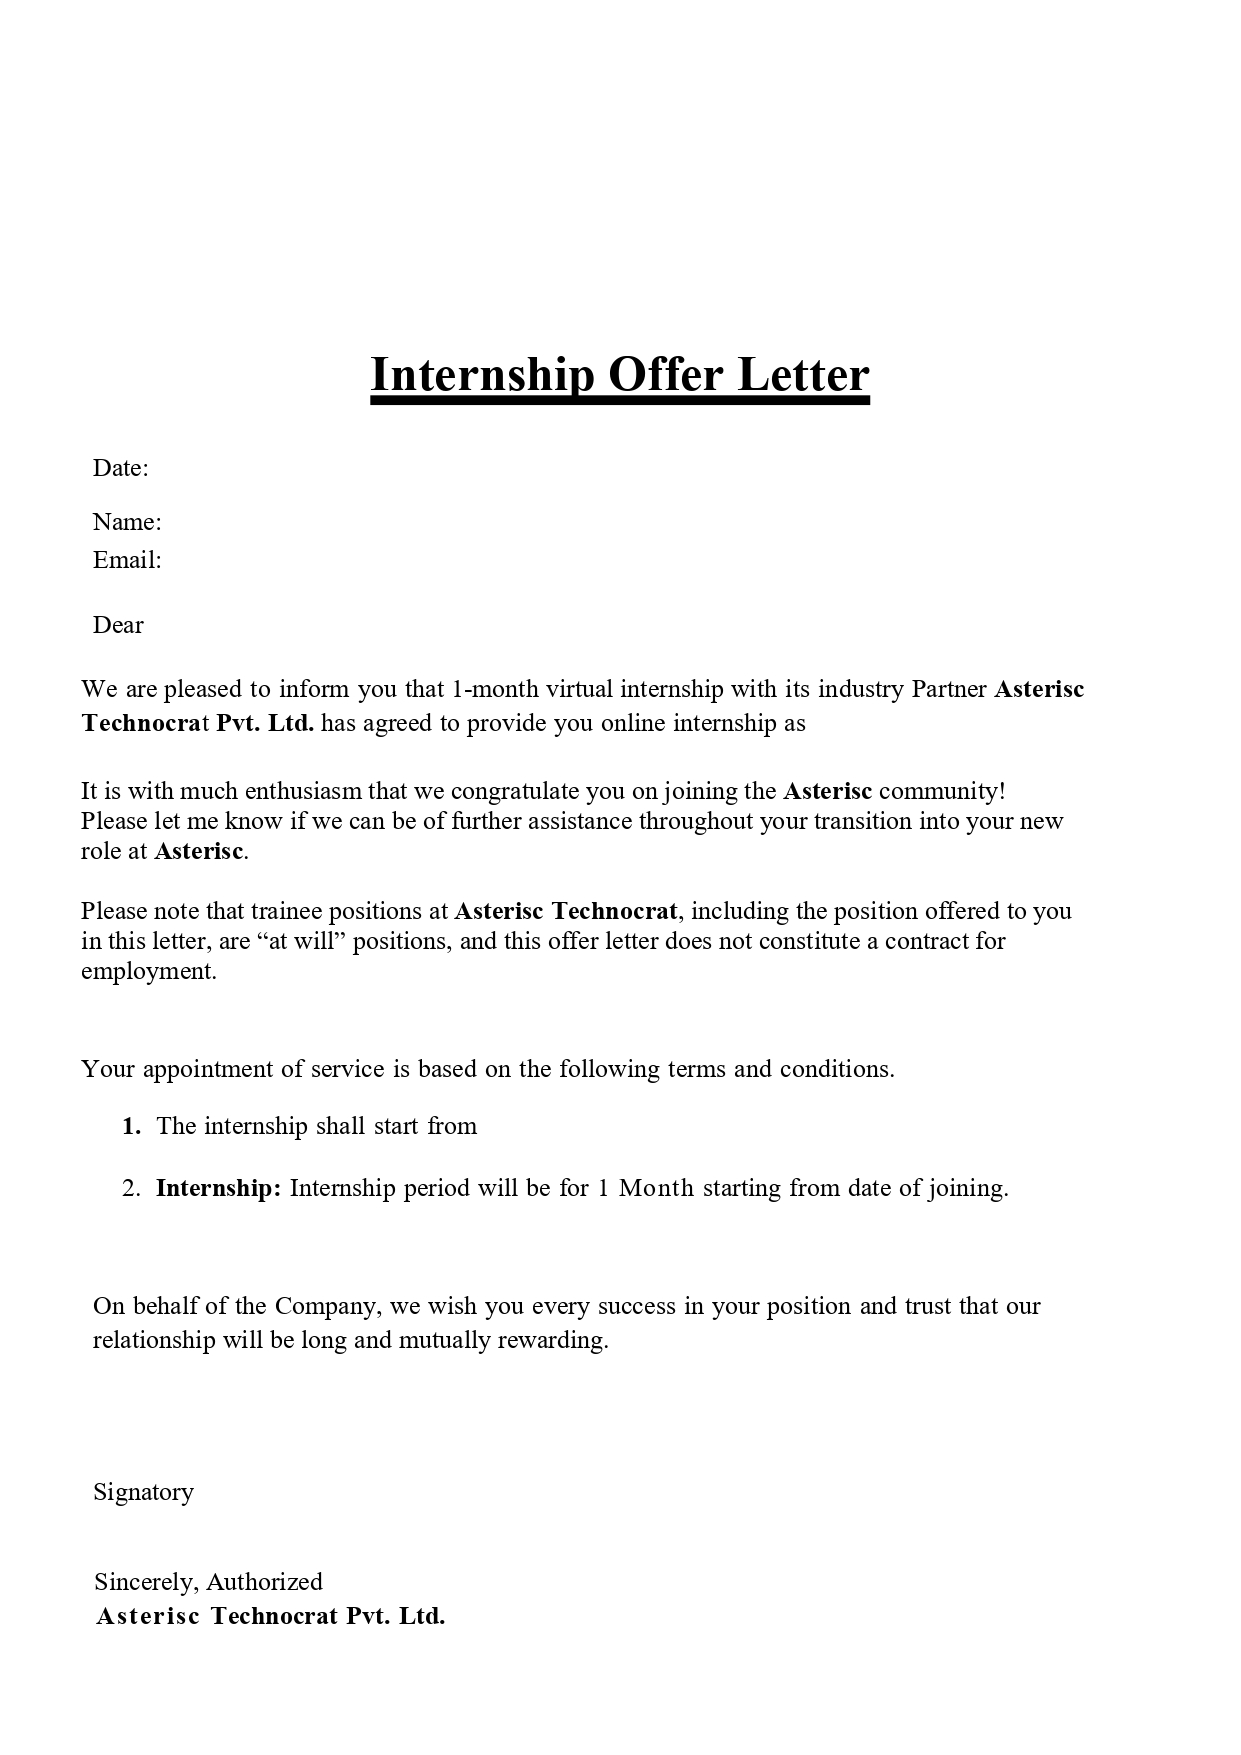 Internship Offer Letter
Date:
Name:
Email:
Dear
We are pleased to inform you that 1-month virtual internship with its industry Partner Asterisc
Technocrat Pvt. Ltd. has agreed to provide you online internship as
It is with much enthusiasm that we congratulate you on joining the Asterisc community!
Please let me know if we can be of further assistance throughout your transition into your new
role at Asterisc.
Please note that trainee positions at Asterisc Technocrat, including the position offered to you
in this letter, are “at will” positions, and this offer letter does not constitute a contract for
employment.
Your appointment of service is based on the following terms and conditions.
1. The internship shall start from
2. Internship: Internship period will be for 1 Month starting from date of joining.
On behalf of the Company, we wish you every success in your position and trust that our
relationship will be long and mutually rewarding.
Signatory
Sincerely, Authorized
Asterisc Technocrat Pvt. Ltd.